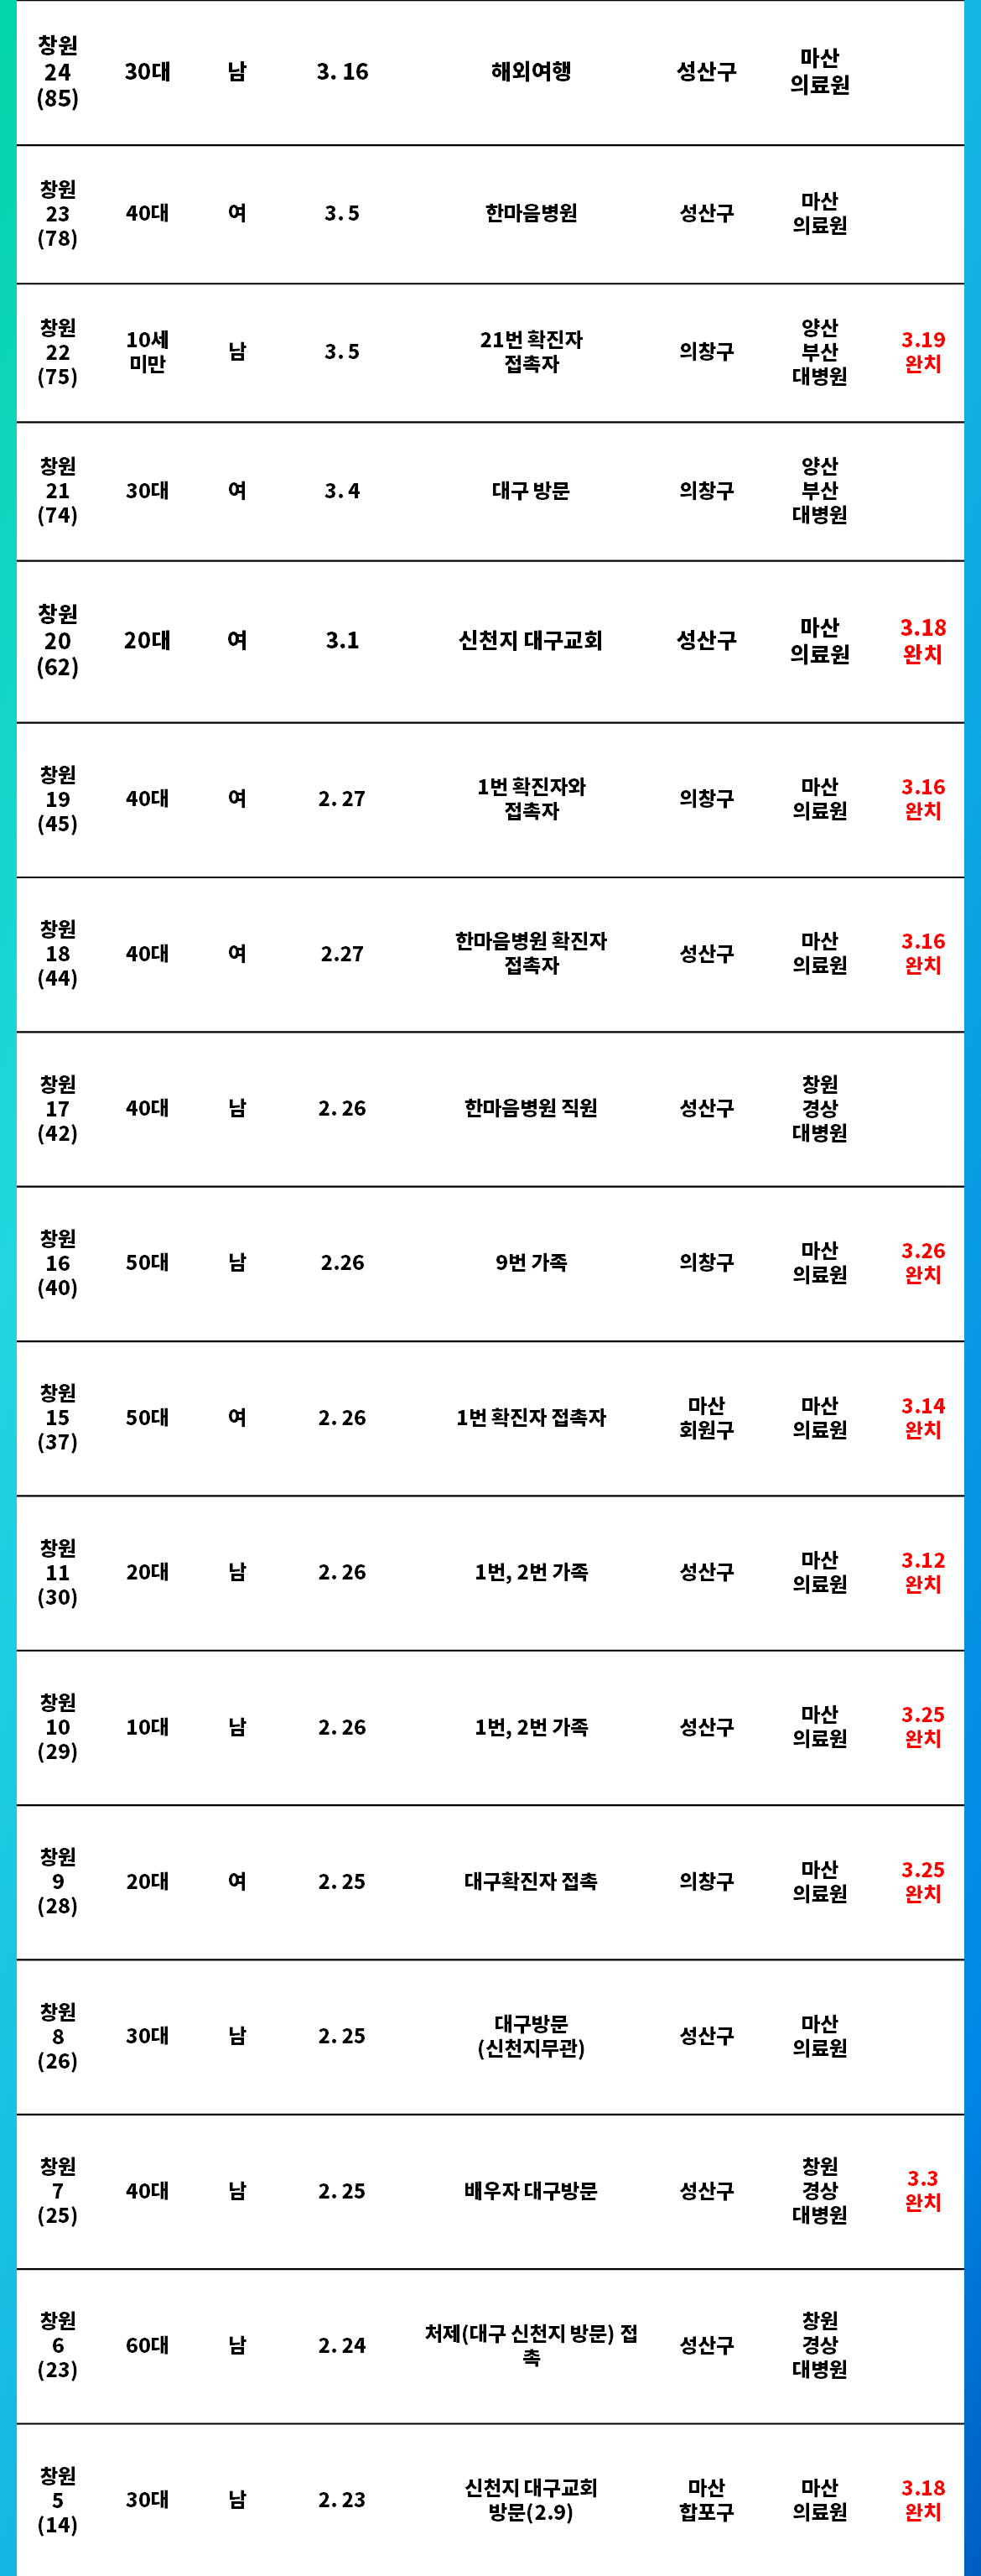 창원
24
(85)
30대
남
3. 16
해외여행
성산구
마산
의료원
창원
23
(78)
40대
여
3. 5
한마음병원
성산구
마산
의료원
창원
22
(75)
10세
미만
남
3. 5
21번 확진자
접촉자
의창구
양산
부산
대병원
3.19
완치
창원
21
(74)
30대
여
3. 4
대구 방문
의창구
양산
부산
대병원
창원
20
(62)
20대
여
3.1
신천지 대구교회
성산구
마산
의료원
3.18
완치
창원
19
(45)
40대
여
2. 27
1번 확진자와
접촉자
의창구
마산
의료원
3.16
완치
창원
18
(44)
40대
여
2.27
한마음병원 확진자
접촉자
성산구
마산
의료원
3.16
완치
창원
17
(42)
40대
남
2. 26
한마음병원 직원
성산구
창원
경상
대병원
창원
16
(40)
50대
남
2.26
9번 가족
의창구
마산
의료원
3.26
완치
창원
15
(37)
50대
여
2. 26
1번 확진자 접촉자
마산
회원구
마산
의료원
3.14
완치
창원
11
(30)
20대
남
2. 26
1번, 2번 가족
성산구
마산
의료원
3.12
완치
창원
10
(29)
10대
남
2. 26
1번, 2번 가족
성산구
마산
의료원
3.25
완치
창원
9
(28)
20대
여
2. 25
대구확진자 접촉
의창구
마산
의료원
3.25
완치
창원
8
(26)
30대
남
2. 25
대구방문
(신천지무관)
성산구
마산
의료원
창원
7
(25)
40대
남
2. 25
배우자 대구방문
성산구
창원
경상
대병원
3.3
완치
창원
6
(23)
60대
남
2. 24
처제(대구 신천지 방문) 접
촉
성산구
창원
경상
대병원
창원
5
(14)
30대
남
2. 23
신천지 대구교회
방문(2.9)
마산
합포구
마산
의료원
3.18
완치